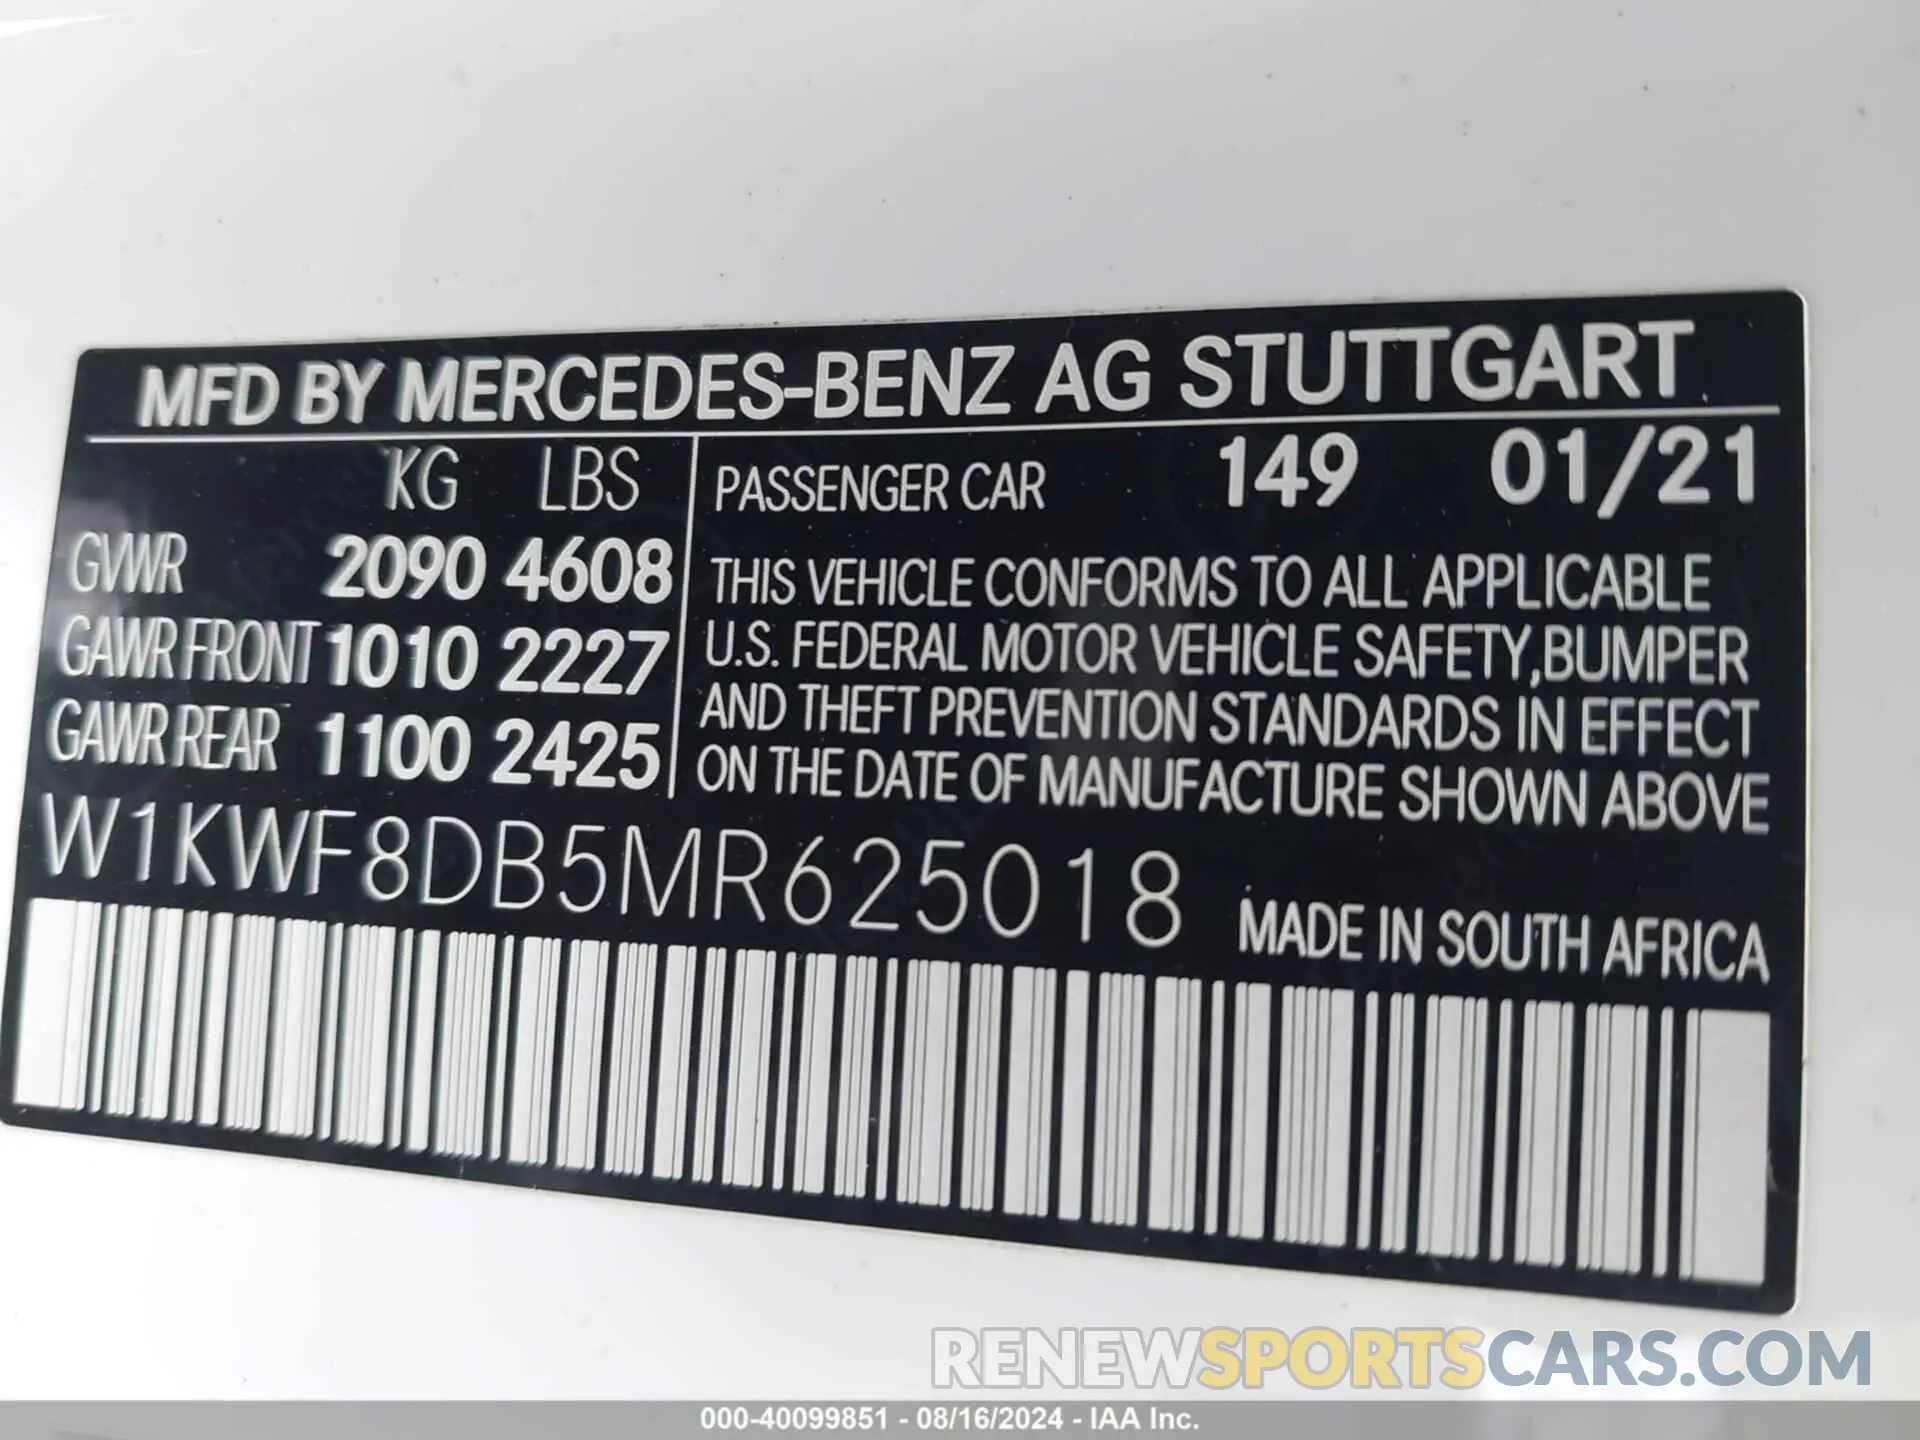 MFD BY MERCEDES-BENZ AG STUTTGART
KG LBS
GVWR 2090 4608
GAWR FRONT 1010 2227
GAWR REAR 1100 2425
PASSENGER CAR 149 01/21
THIS VEHICLE CONFORMS TO ALL APPLICABLE
U.S. FEDERAL MOTOR VEHICLE SAFETY,BUMPER
AND THEFT PREVENTION STANDARDS IN EFFECT
ON THE DATE OF MANUFACTURE SHOWN ABOVE
W1KWF8DB5MR625018
MADE IN SOUTH AFRICA
RENEWSPORTSCARS.COM
000-40099851 - 08/16/2024 - IAA Inc.